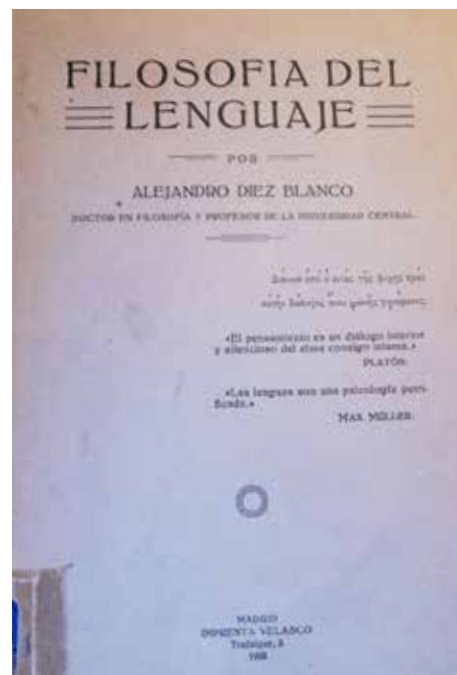 FILOSOFIA DEL
LENGUAJE
POR
ALEJANDRO DIEZ BLANCO
DOCTOR EN FILOSOFÍA Y PROFESOR DE LA UNIVERSIDAD CENTRAL
«El pensamiento es un diálogo interior
y silencioso del alma consigo misma.»
PLATÓN.
«Las lenguas son una psicología petri-
ficada.»
MAX MÜLLER.
MADRID
IMPRENTA VELASCO
Trafalgar, 5